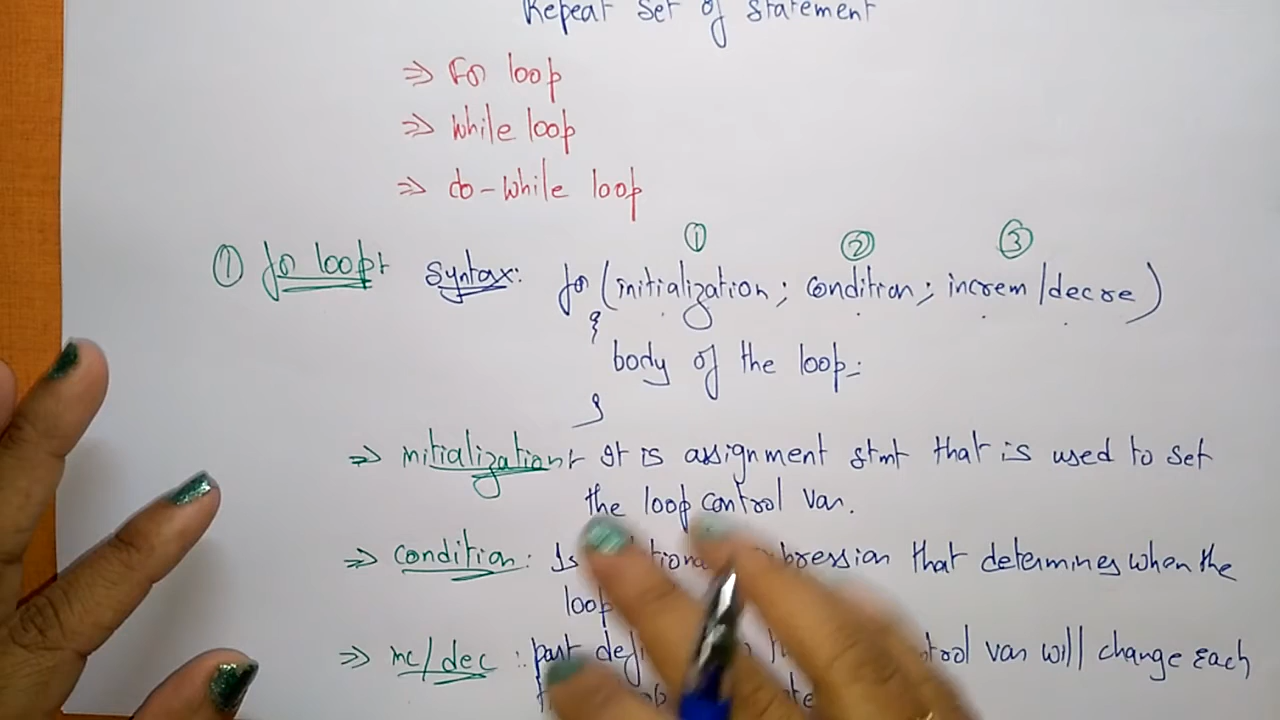 Repeat set of statement
⇒ For loop
⇒ while loop
⇒ do-while loop
① ② ③
① for loop:- Syntax: for (initialization; condition; increm/decre)
{
body of the loop;
}
⇒ initialization:- It is assignment stmt that is used to set
the loop control var.
⇒ condition: Is expression that determines when the
loop
⇒ inc/dec : part var will change each